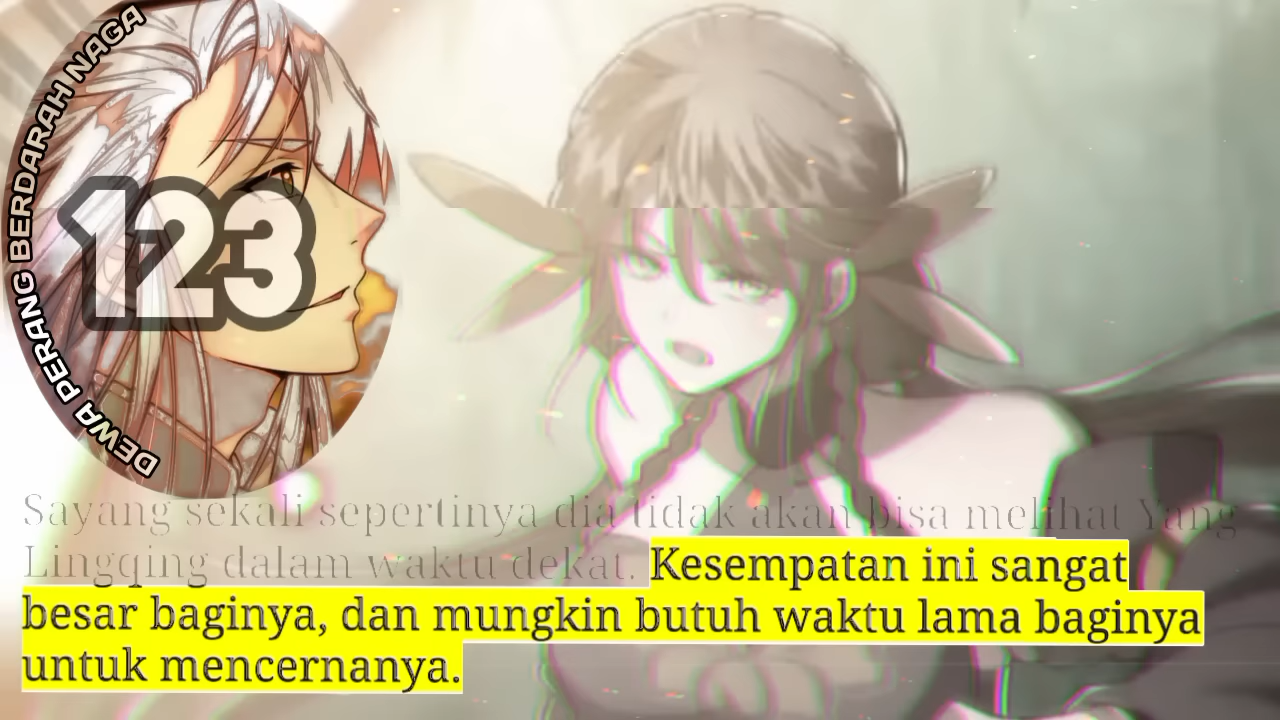 DEWA PERANG BERDARAH NAGA
123
Sayang sekali sepertinya dia tidak akan bisa melihat Yang
Lingqing dalam waktu dekat. Kesempatan ini sangat
besar baginya, dan mungkin butuh waktu lama baginya
untuk mencernanya.